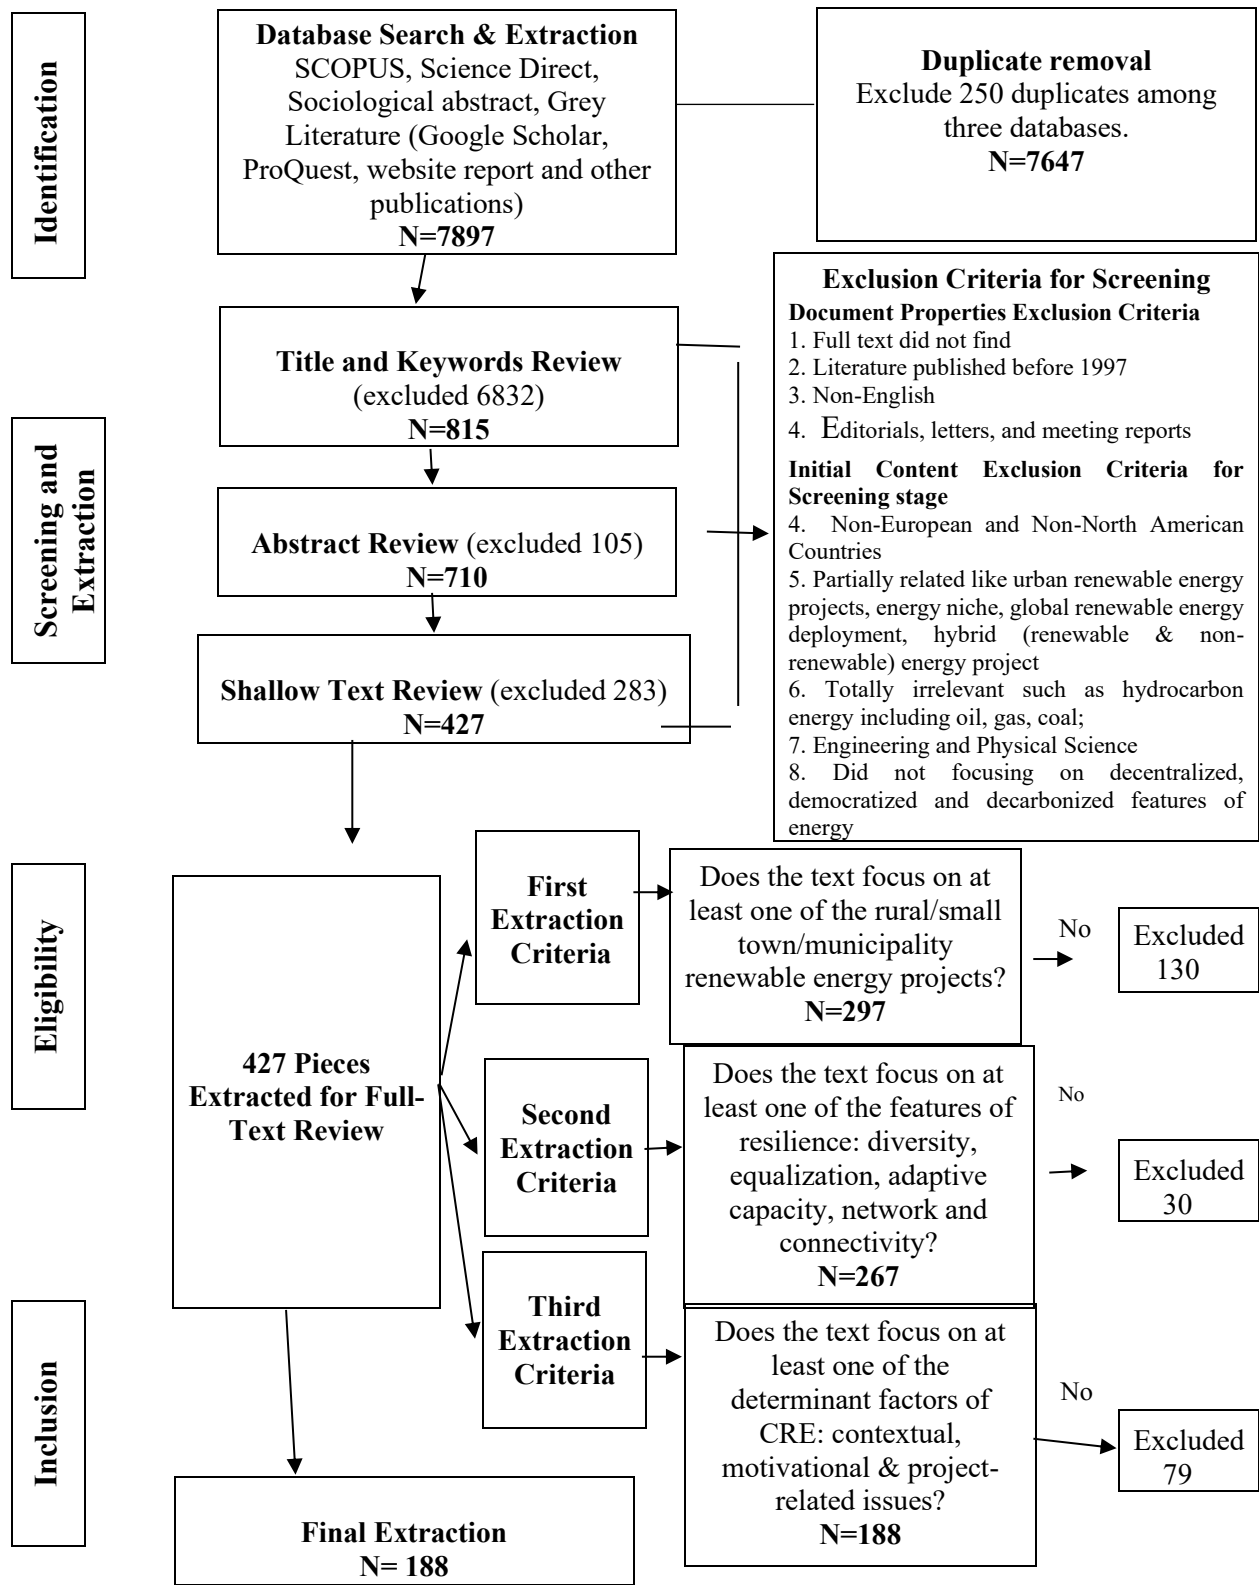 Identification
Database Search & Extraction
SCOPUS, Science Direct,
Sociological abstract, Grey
Literature (Google Scholar,
ProQuest, website report and other
publications)
N=7897
Duplicate removal
Exclude 250 duplicates among
three databases.
N=7647
Screening and
Extraction
Title and Keywords Review
(excluded 6832)
N=815
Abstract Review (excluded 105)
N=710
Shallow Text Review (excluded 283)
N=427
Exclusion Criteria for Screening
Document Properties Exclusion Criteria
1. Full text did not find
2. Literature published before 1997
3. Non-English
4. Editorials, letters, and meeting reports
Initial Content Exclusion Criteria for
Screening stage
4. Non-European and Non-North American
Countries
5. Partially related like urban renewable energy
projects, energy niche, global renewable energy
deployment, hybrid (renewable & non-
renewable) energy project
6. Totally irrelevant such as hydrocarbon
energy including oil, gas, coal;
7. Engineering and Physical Science
8. Did not focusing on decentralized,
democratized and decarbonized features of
energy
Eligibility
427 Pieces
Extracted for Full-
Text Review
First
Extraction
Criteria
Does the text focus on at
least one of the rural/small
town/municipality
renewable energy projects?
N=297
No
Excluded
130
Second
Extraction
Criteria
Does the text focus on at
least one of the features of
resilience: diversity,
equalization, adaptive
capacity, network and
connectivity?
N=267
No
Excluded
30
Inclusion
Third
Extraction
Criteria
Does the text focus on at
least one of the
determinant factors of
CRE: contextual,
motivational & project-
related issues?
N=188
No
Excluded
79
Final Extraction
N= 188